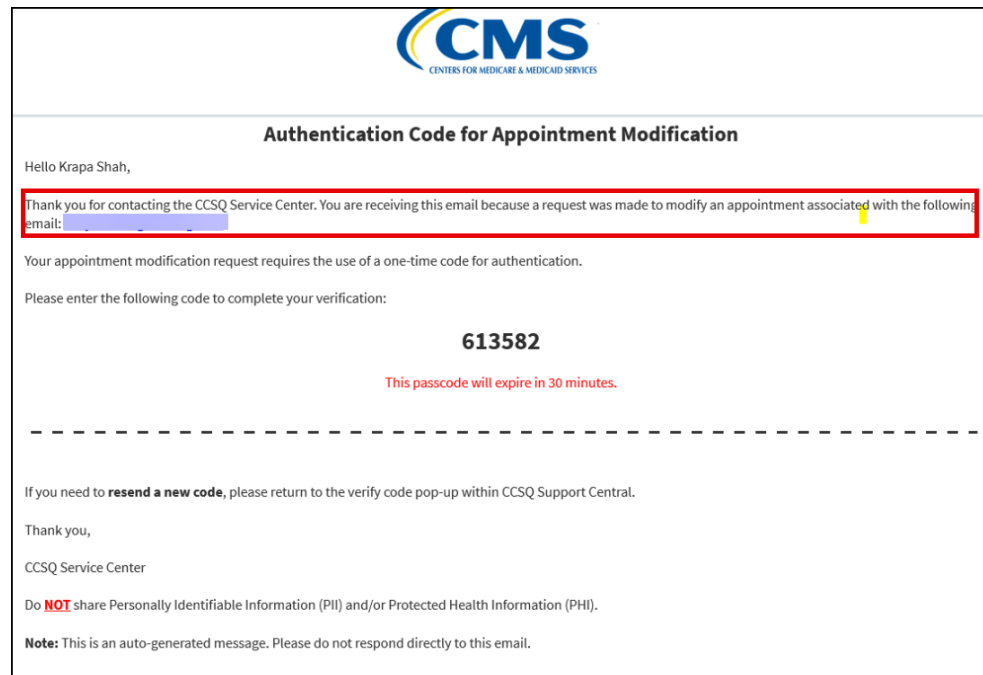 CMS
CENTERS FOR MEDICARE & MEDICAID SERVICES
Authentication Code for Appointment Modification
Hello Krapa Shah,
Thank you for contacting the CCSQ Service Center. You are receiving this email because a request was made to modify an appointment associated with the following
email:
Your appointment modification request requires the use of a one-time code for authentication.
Please enter the following code to complete your verification:
613582
This passcode will expire in 30 minutes.
If you need to resend a new code, please return to the verify code pop-up within CCSQ Support Central.
Thank you,
CCSQ Service Center
Do NOT share Personally Identifiable Information (PII) and/or Protected Health Information (PHI).
Note: This is an auto-generated message. Please do not respond directly to this email.